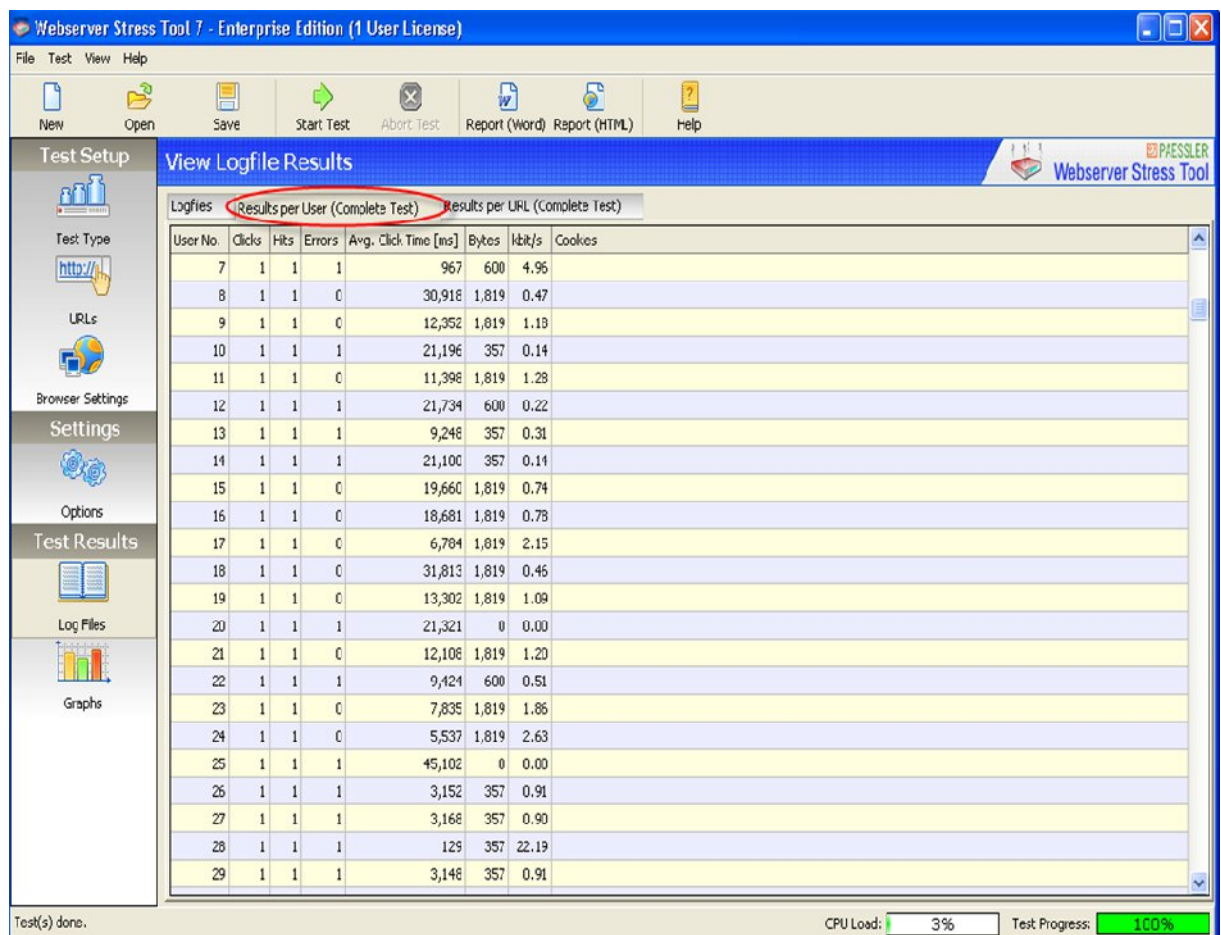 Webserver Stress Tool 7 - Enterprise Edition (1 User License)
File Test View Help
New Open Save Start Test Abort Test Report (Word) Report (HTML) Help
Test Setup
Test Type
http://
URLs
Browser Settings
Settings
Options
Test Results
Log Files
Graphs
View Logfile Results
PAESSLER
Webserver Stress Tool
Logfies Results per User (Complete Test) Results per URL (Complete Test)
User No. Clicks Hits Errors Avg. Click Time [ms] Bytes kbit/s Cookies
7 1 1 1 967 600 4.96
8 1 1 0 30,918 1,819 0.47
9 1 1 0 12,352 1,819 1.18
10 1 1 1 21,196 357 0.14
11 1 1 0 11,398 1,819 1.28
12 1 1 1 21,734 600 0.22
13 1 1 1 9,248 357 0.31
14 1 1 1 21,100 357 0.14
15 1 1 0 19,660 1,819 0.74
16 1 1 0 18,681 1,819 0.78
17 1 1 0 6,784 1,819 2.15
18 1 1 0 31,813 1,819 0.46
19 1 1 0 13,302 1,819 1.09
20 1 1 1 21,321 0 0.00
21 1 1 0 12,108 1,819 1.20
22 1 1 1 9,424 600 0.51
23 1 1 0 7,835 1,819 1.86
24 1 1 0 5,537 1,819 2.63
25 1 1 1 45,102 0 0.00
26 1 1 1 3,152 357 0.91
27 1 1 1 3,168 357 0.90
28 1 1 1 129 357 22.19
29 1 1 1 3,148 357 0.91
Test(s) done.
CPU Load: 3% Test Progress: 100%